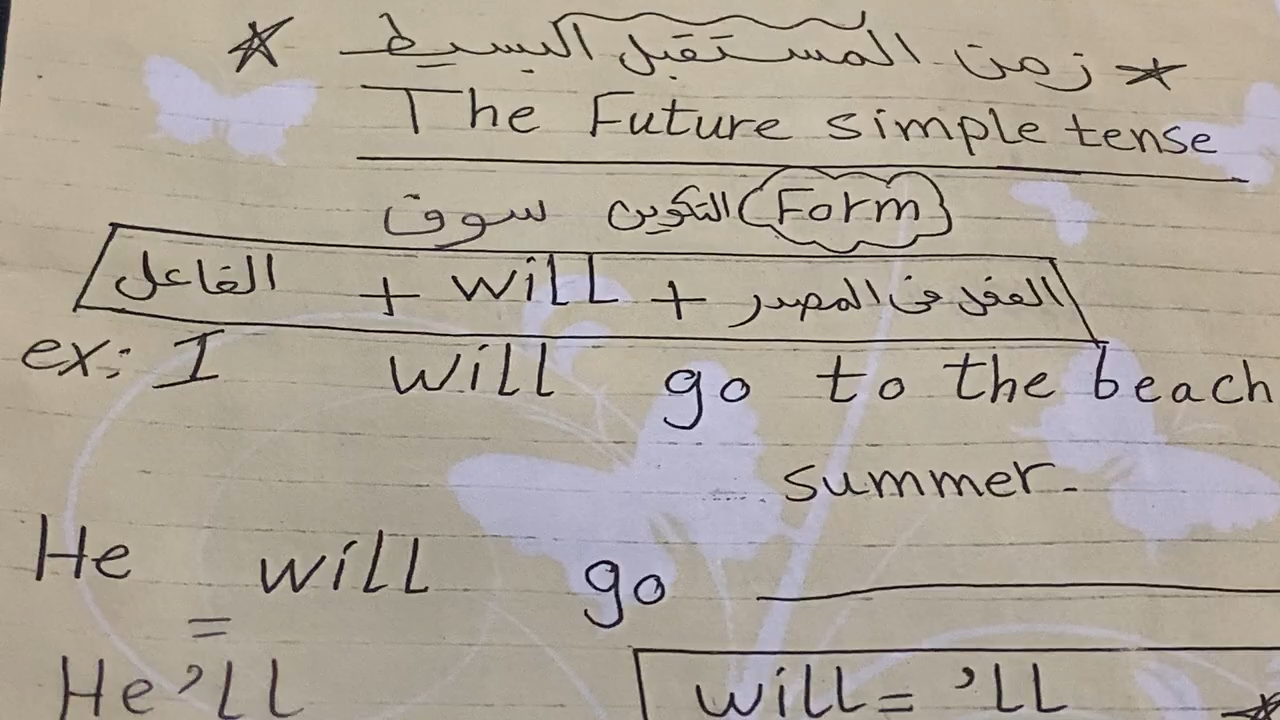 * زمن المستقبل البسيط *
The Future simple tense
التكوين (Form) سوف
الفاعل + will + الفعل فى المصدر
ex: I will go to the beach
summer.
He will go
=
He'll
will = 'll *